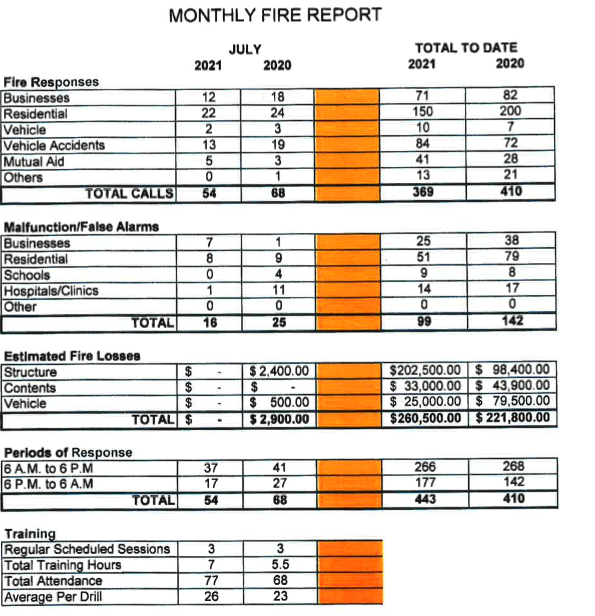 MONTHLY FIRE REPORT
JULY TOTAL TO DATE
2021 2020 2021 2020
Fire Responses
Businesses 12 18 71 82
Residential 22 24 150 200
Vehicle 2 3 10 7
Vehicle Accidents 13 19 84 72
Mutual Aid 5 3 41 28
Others 0 1 13 21
TOTAL CALLS 54 68 369 410
Malfunction/False Alarms
Businesses 7 1 25 38
Residential 8 9 51 79
Schools 0 4 9 8
Hospitals/Clinics 1 11 14 17
Other 0 0 0 0
TOTAL 16 25 99 142
Estimated Fire Losses
Structure $ - $ 2,400.00 $202,500.00 $ 98,400.00
Contents $ - $ - $ 33,000.00 $ 43,900.00
Vehicle $ - $ 500.00 $ 25,000.00 $ 79,500.00
TOTAL $ - $ 2,900.00 $260,500.00 $ 221,800.00
Periods of Response
6 A.M. to 6 P.M 37 41 266 268
6 P.M. to 6 A.M 17 27 177 142
TOTAL 54 68 443 410
Training
Regular Scheduled Sessions 3 3
Total Training Hours 7 5.5
Total Attendance 77 68
Average Per Drill 26 23